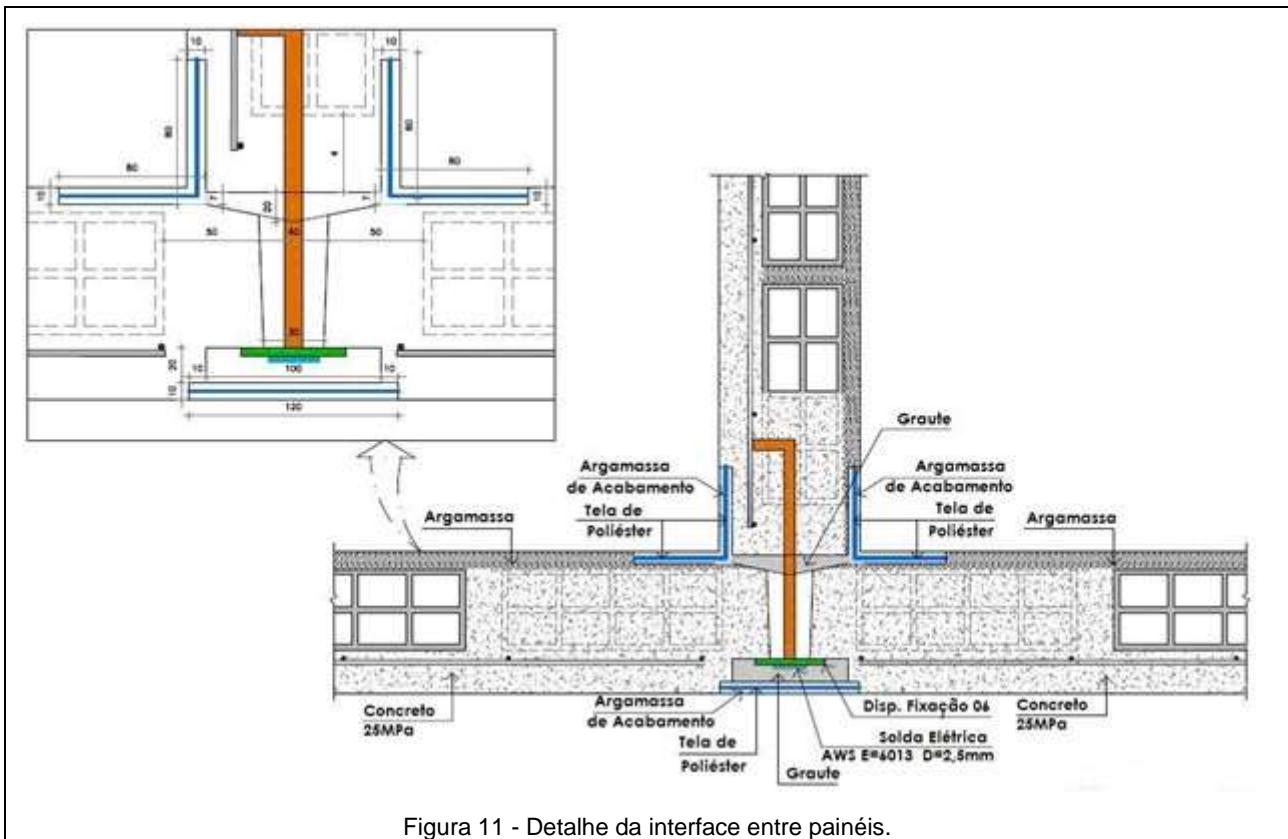 10
10
80
80
80
80
10
10
4
7
20
7
50
40
50
30
20
10
100
10
10
120
Graute
Argamassa
de Acabamento
Argamassa
de Acabamento
Tela de
Poliéster
Tela de
Poliéster
Argamassa
Argamassa
Concreto
25MPa
Argamassa
de Acabamento
Tela de
Poliéster
Graute
Disp. Fixação 06
Solda Elétrica
AWS E=6013 D=2,5mm
Concreto
25MPa
Figura 11 - Detalhe da interface entre painéis.